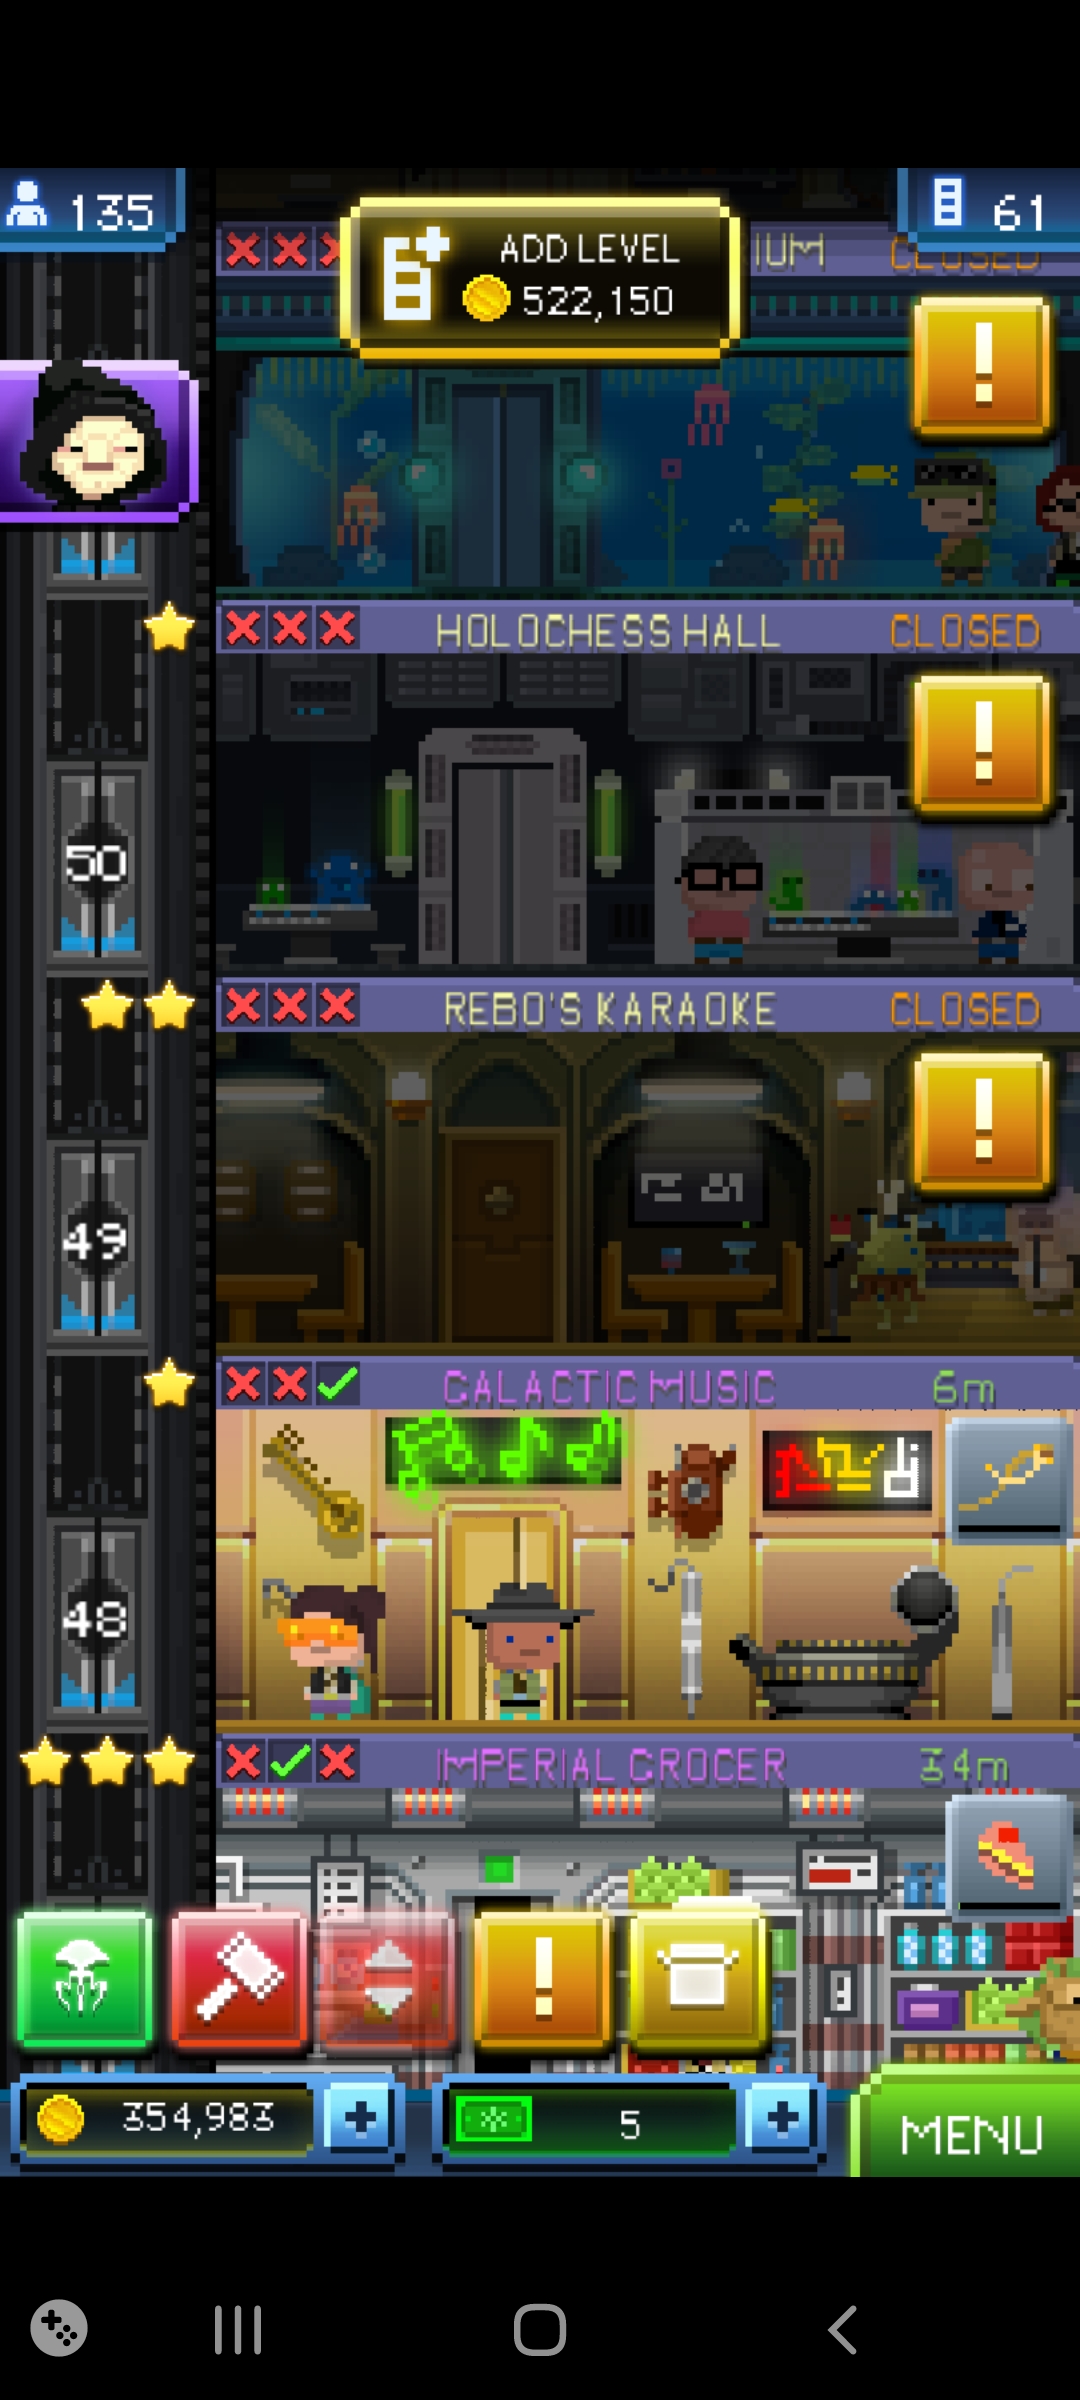 135
ADD LEVEL
522,150
61
IUM
CLOSED
HOLOCHESS HALL
CLOSED
50
REBO'S KARAOKE
CLOSED
49
GALACTIC MUSIC
6m
48
IMPERIAL GROCER
34m
354,983
5
MENU